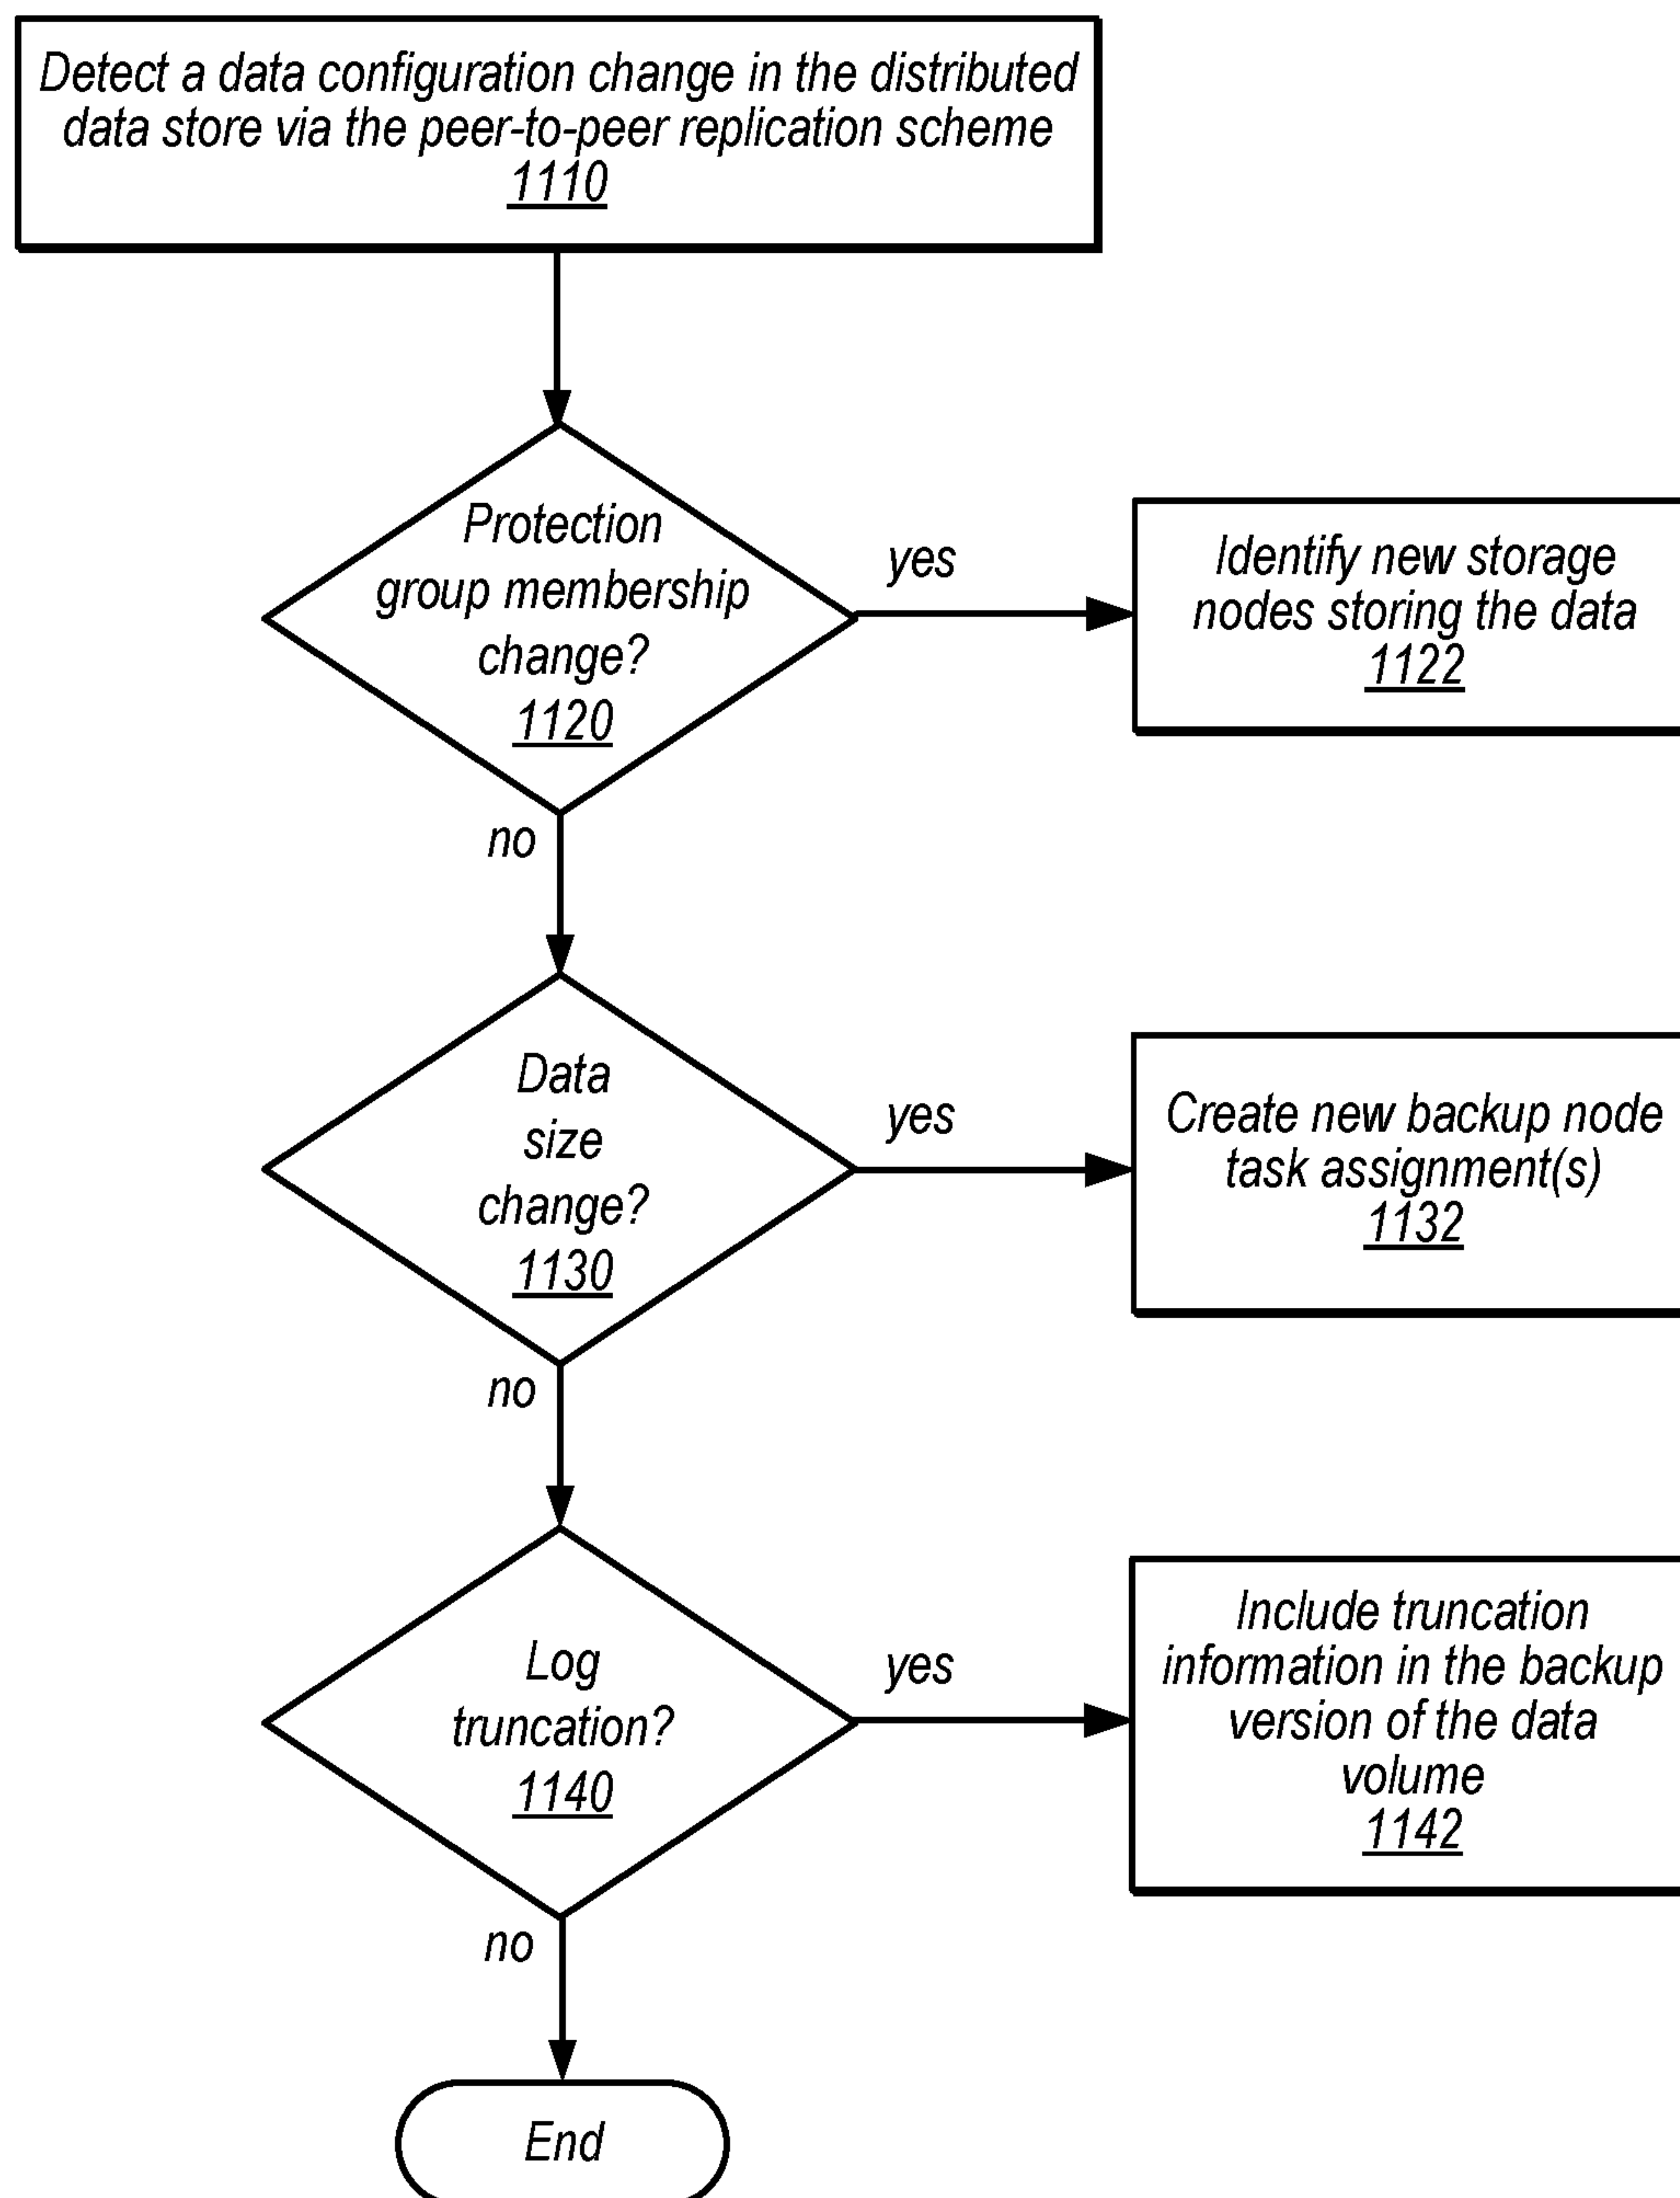 Detect a data configuration change in the distributed
data store via the peer-to-peer replication scheme
1110
Protection
group membership
change?
1120
yes
Identify new storage
nodes storing the data
1122
no
Data
size
change?
1130
yes
Create new backup node
task assignment(s)
1132
no
Log
truncation?
1140
yes
Include truncation
information in the backup
version of the data
volume
1142
no
End